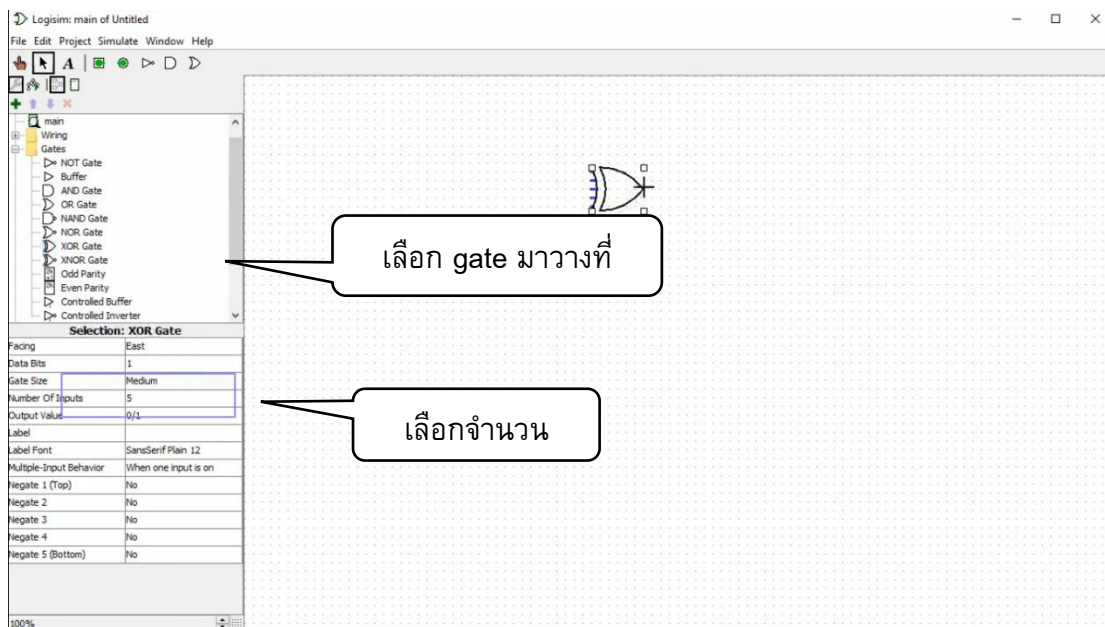 Logisim: main of Untitled
File Edit Project Simulate Window Help
A
main
Wiring
Gates
NOT Gate
Buffer
AND Gate
OR Gate
NAND Gate
NOR Gate
XOR Gate
XNOR Gate
Odd Parity
Even Parity
Controlled Buffer
Controlled Inverter
เลือก gate มาวางที่
Selection: XOR Gate
Facing East
Data Bits 1
Gate Size Medium
Number Of Inputs 5
Output Value 0/1
Label
Label Font SansSerif Plain 12
Multiple-Input Behavior When one input is on
Negate 1 (Top) No
Negate 2 No
Negate 3 No
Negate 4 No
Negate 5 (Bottom) No
เลือกจำนวน
100%